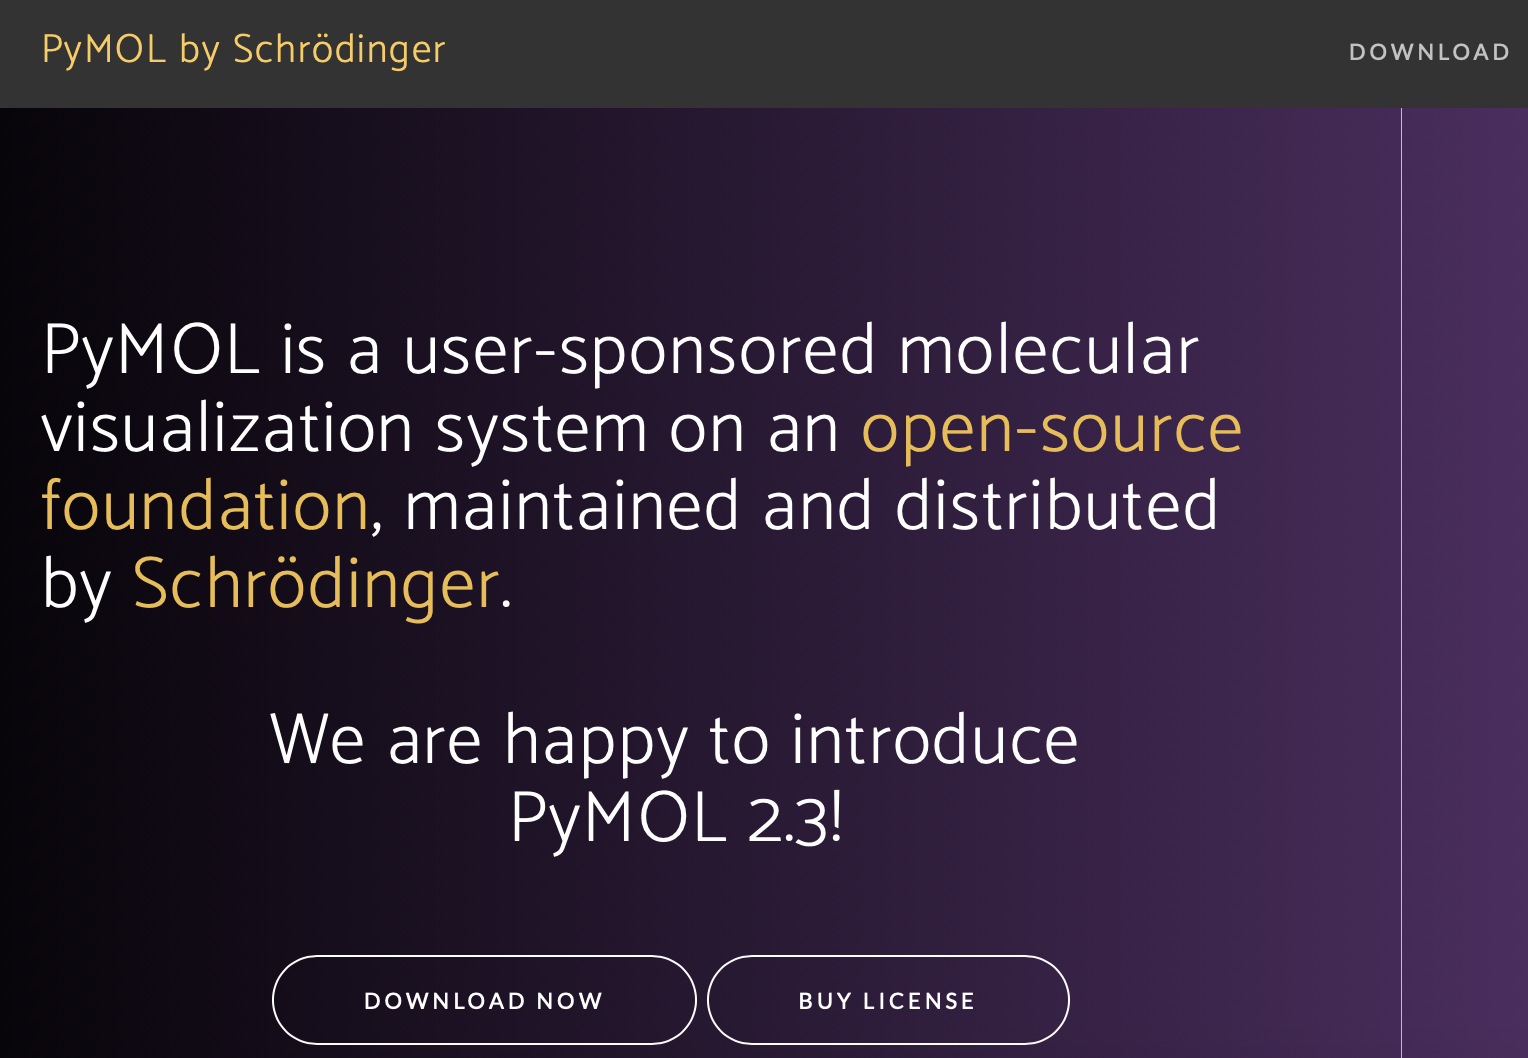 PyMOL by Schrödinger
DOWNLOAD
PyMOL is a user-sponsored molecular
visualization system on an open-source
foundation, maintained and distributed
by Schrödinger.
We are happy to introduce
PyMOL 2.3!
DOWNLOAD NOW
BUY LICENSE